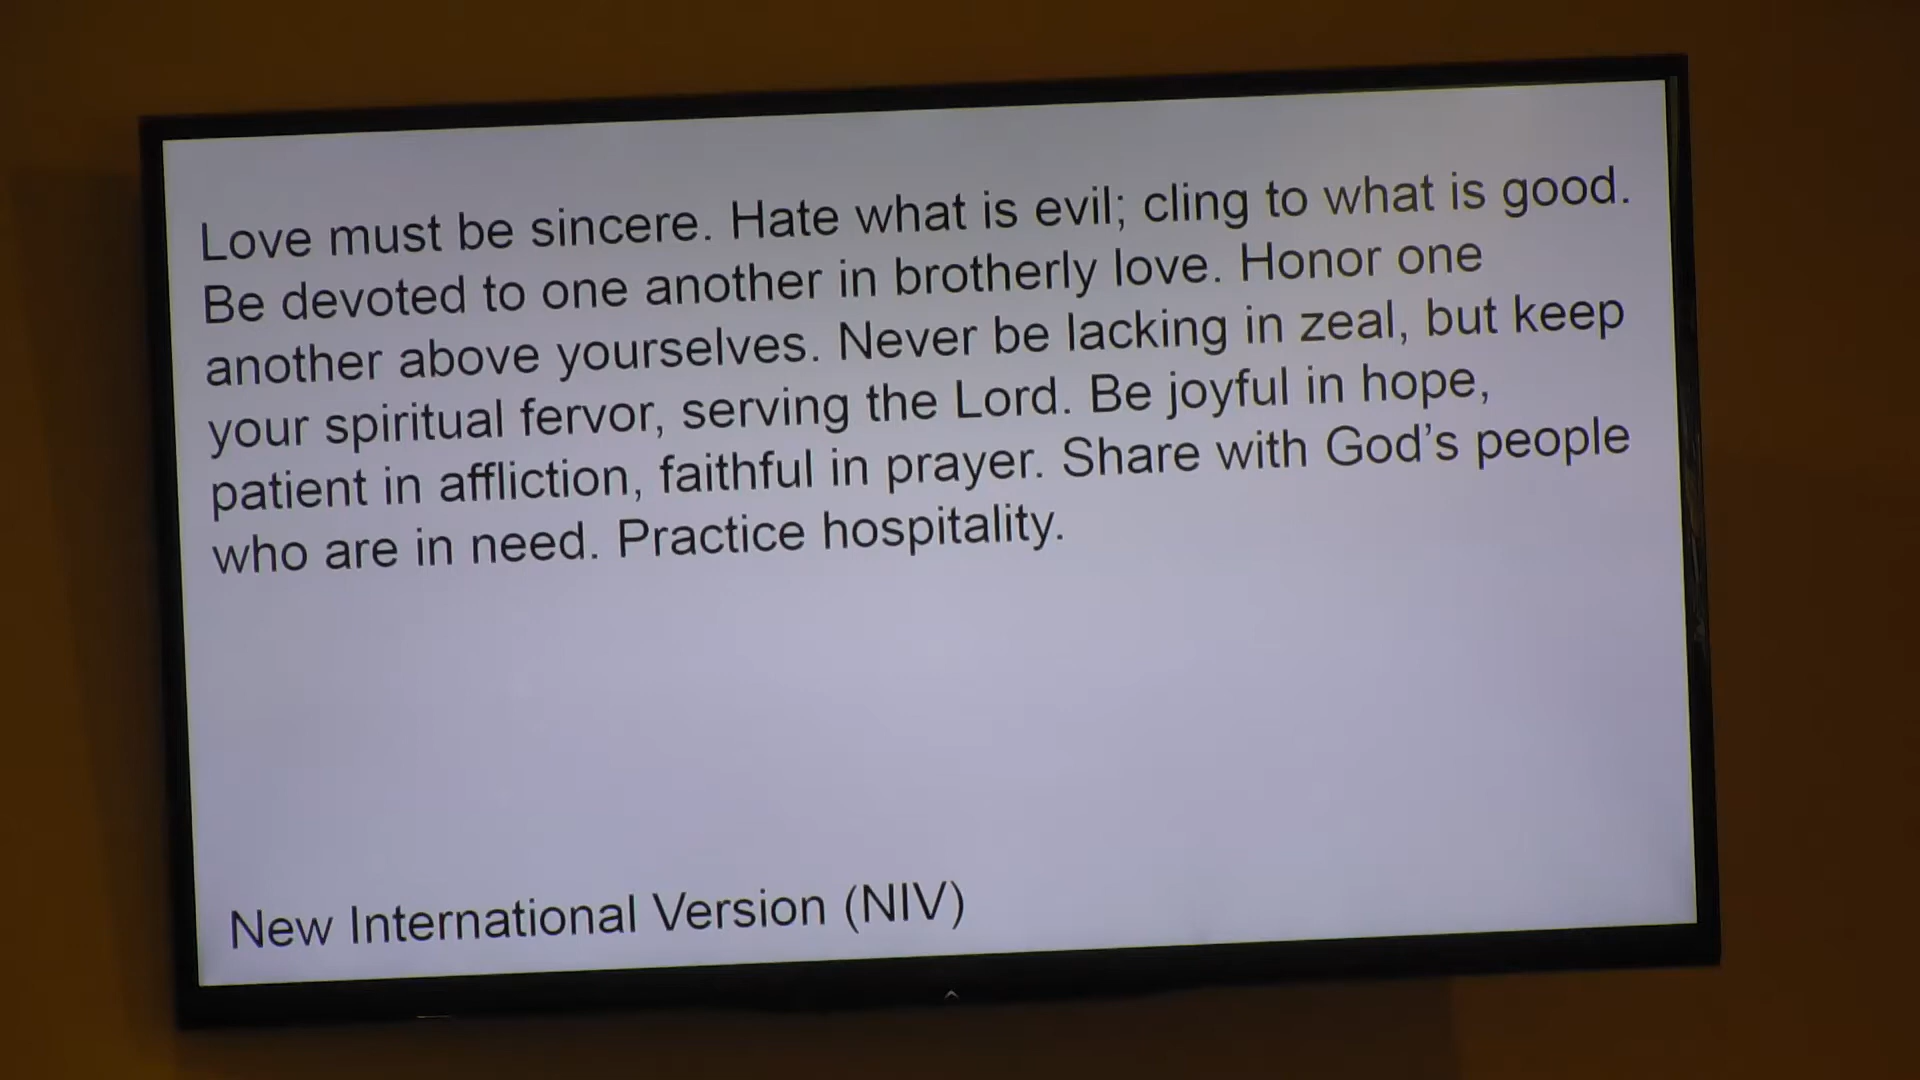 Love must be sincere. Hate what is evil; cling to what is good.
Be devoted to one another in brotherly love. Honor one
another above yourselves. Never be lacking in zeal, but keep
your spiritual fervor, serving the Lord. Be joyful in hope,
patient in affliction, faithful in prayer. Share with God’s people
who are in need. Practice hospitality.
New International Version (NIV)